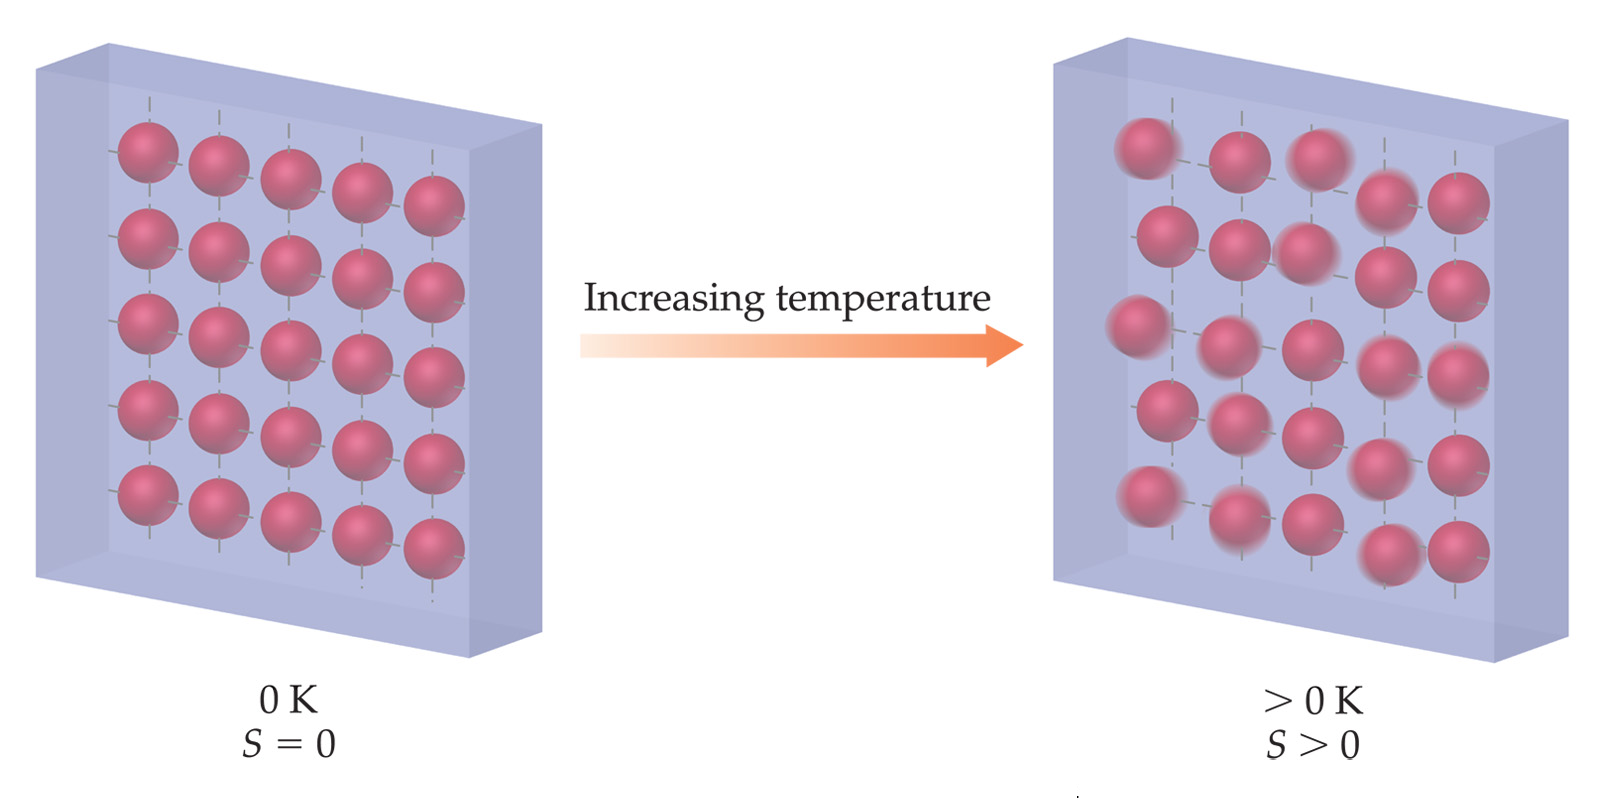 Increasing temperature
0 K
S = 0
> 0 K
S > 0